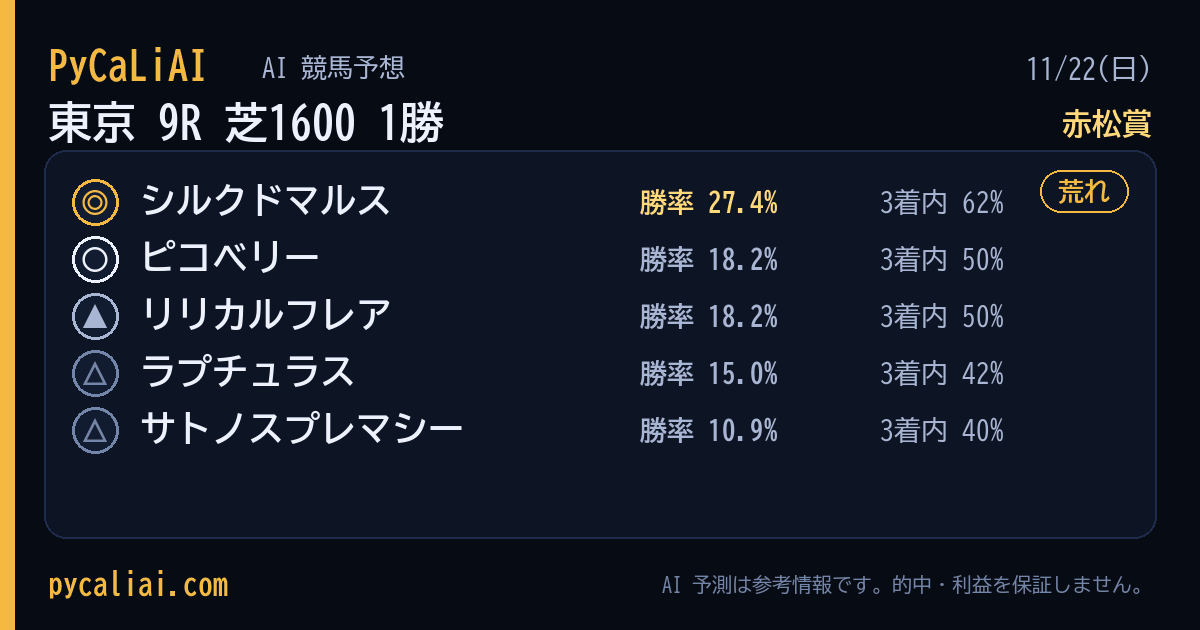 PyCaLiAI AI 競馬予想 11/22(日)
東京 9R 芝1600 1勝 赤松賞
◎ シルクドマルス 勝率 27.4% 3着内 62% 荒れ
○ ピコベリー 勝率 18.2% 3着内 50%
▲ リリカルフレア 勝率 18.2% 3着内 50%
△ ラプチュラス 勝率 15.0% 3着内 42%
△ サトノスプレマシー 勝率 10.9% 3着内 40%
pycaliai.com AI 予測は参考情報です。的中・利益を保証しません。